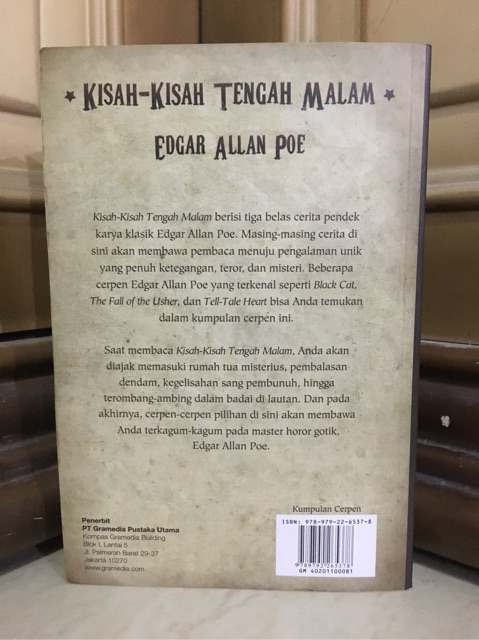 KISAH-KISAH TENGAH MALAM
EDGAR ALLAN POE
Kisah-Kisah Tengah Malam berisi tiga belas cerita pendek
karya klasik Edgar Allan Poe. Masing-masing cerita di
sini akan membawa pembaca menuju pengalaman unik
yang penuh ketegangan, teror, dan misteri. Beberapa
cerpen Edgar Allan Poe yang terkenal seperti Black Cat,
The Fall of the Usher, dan Tell-Tale Heart bisa Anda temukan
dalam kumpulan cerpen ini.
Saat membaca Kisah-Kisah Tengah Malam, Anda akan
diajak memasuki rumah tua misterius, pembalasan
dendam, kegelisahan sang pembunuh, hingga
terombang-ambing dalam badai di lautan. Dan pada
akhirnya, cerpen-cerpen pilihan di sini akan membawa
Anda terkagum-kagum pada master horor gotik,
Edgar Allan Poe.
Kumpulan Cerpen
Penerbit
PT Gramedia Pustaka Utama
Kompas Gramedia Building
Blok I, Lantai 5
Jl. Palmerah Barat 29-37
Jakarta 10270
www.gramedia.com
ISBN: 978-979-22-6537-8
9 789792 265378
GM 40201100081